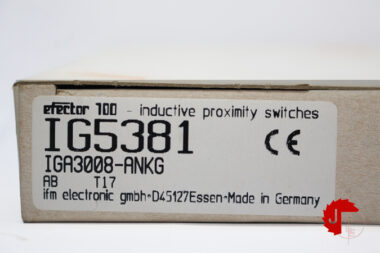 efector 100 - inductive proximity switches
IG5381 CE
IGA3008-ANKG
AB T17
ifm electronic gmbh·D45127Essen·Made in Germany